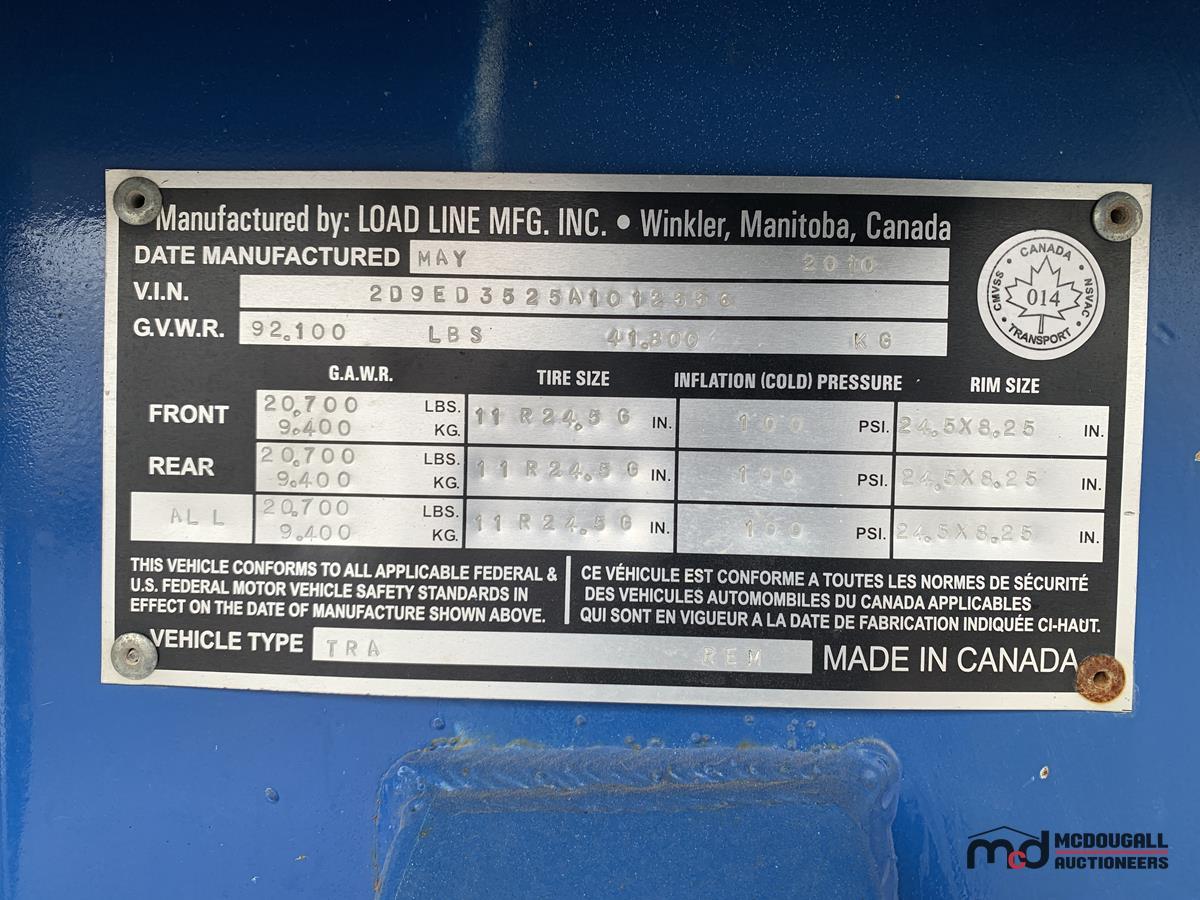 Manufactured by: LOAD LINE MFG. INC. • Winkler, Manitoba, Canada
DATE MANUFACTURED MAY 2010
V.I.N.
G.V.W.R. 92,100 LBS 41,800 KG
CANADA
CMVSS • 014 • NSVAC
TRANSPORT
G.A.W.R. TIRE SIZE INFLATION (COLD) PRESSURE RIM SIZE
FRONT 20,700 LBS. 9,400 KG. 11 R24.5 G IN. 100 PSI. 24.5X8.25 IN.
REAR 20,700 LBS. 9,400 KG. 11 R24.5 G IN. 100 PSI. 24.5X8.25 IN.
ALL 20,700 LBS. 9,400 KG. 11 R24.5 G IN. 100 PSI. 24.5X8.25 IN.
THIS VEHICLE CONFORMS TO ALL APPLICABLE FEDERAL &
U.S. FEDERAL MOTOR VEHICLE SAFETY STANDARDS IN
EFFECT ON THE DATE OF MANUFACTURE SHOWN ABOVE.
CE VÉHICULE EST CONFORME A TOUTES LES NORMES DE SÉCURITÉ
DES VEHICULES AUTOMOMBILES DU CANADA APPLICABLES
QUI SONT EN VIGUEUR A LA DATE DE FABRICATION INDIQUÉE CI-HAUT.
VEHICLE TYPE TRA REM MADE IN CANADA
mcd MCDOUGALL
AUCTIONEERS